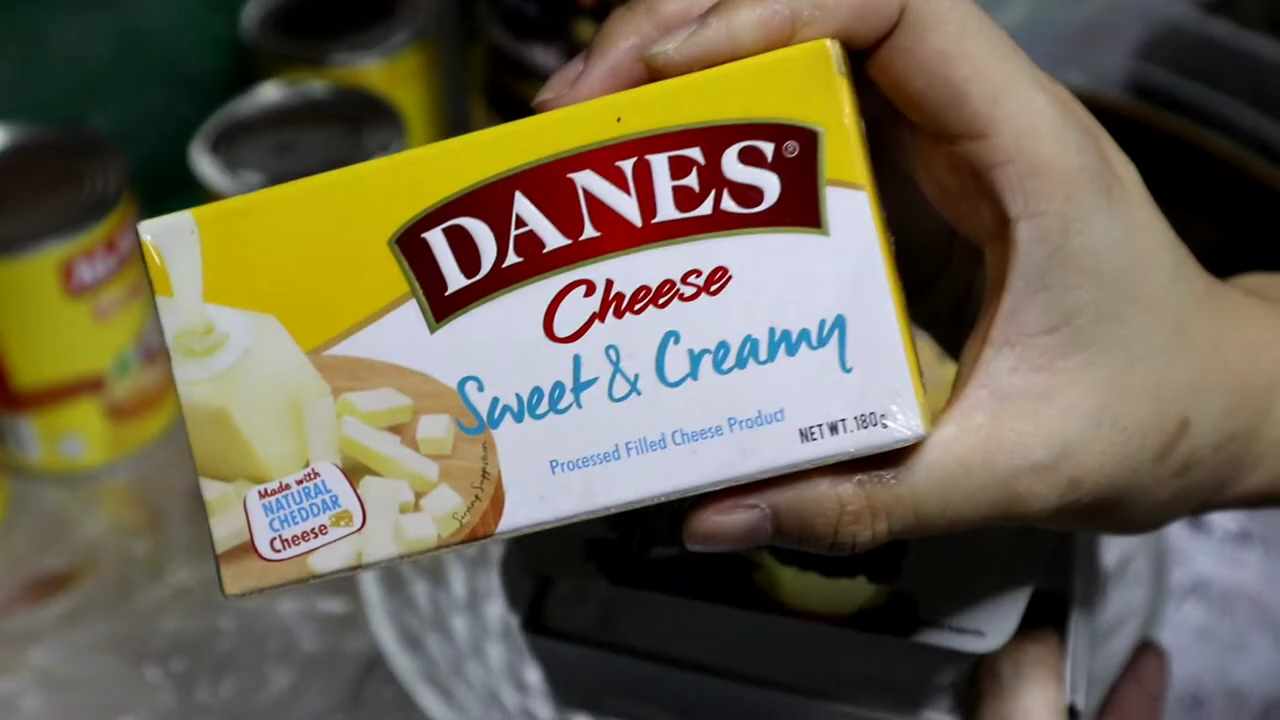 DANES®
Cheese
Sweet & Creamy
Processed Filled Cheese Product
NET WT. 180g
Made with
NATURAL
CHEDDAR
Cheese
Serving Suggestion